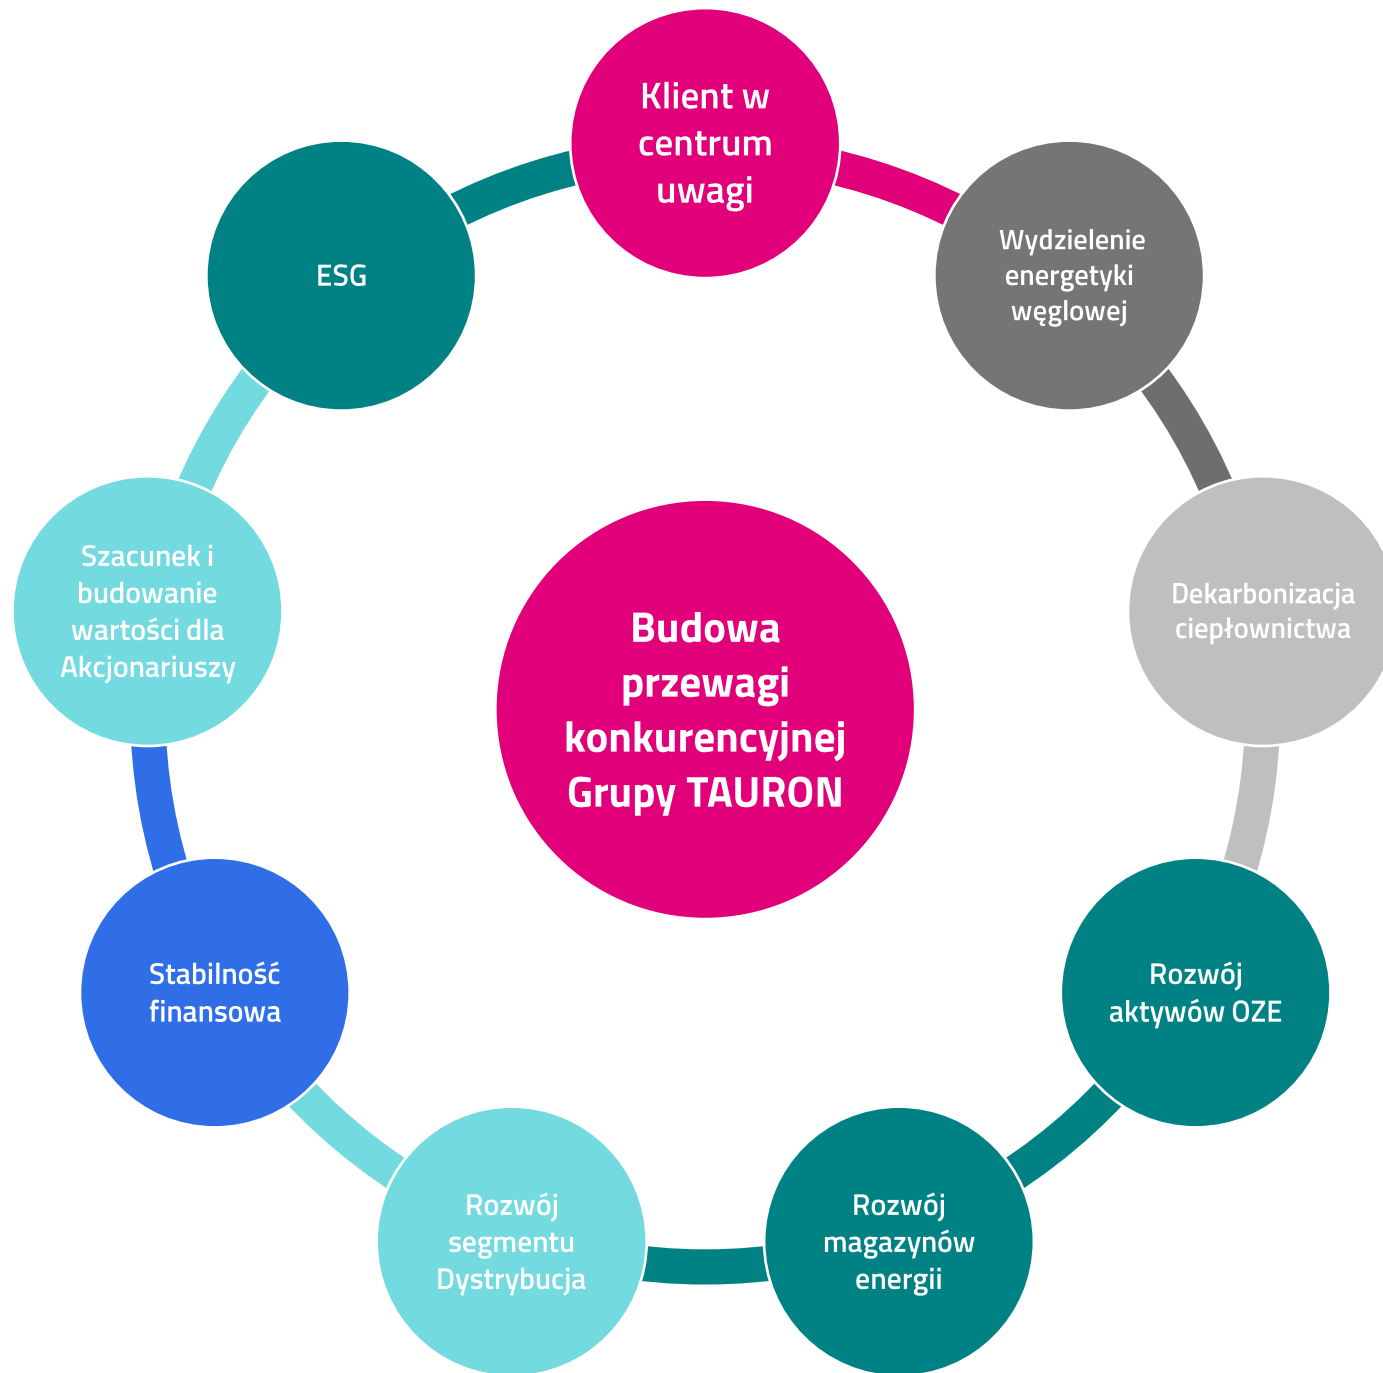 Klient w
centrum
uwagi
Wydzielenie
energetyki
węglowej
Dekarbonizacja
ciepłownictwa
Rozwój
aktywów OZE
Rozwój
magazynów
energii
Rozwój
segmentu
Dystrybucja
Stabilność
finansowa
Szacunek i
budowanie
wartości dla
Akcjonariuszy
ESG
Budowa
przewagi
konkurencyjnej
Grupy TAURON